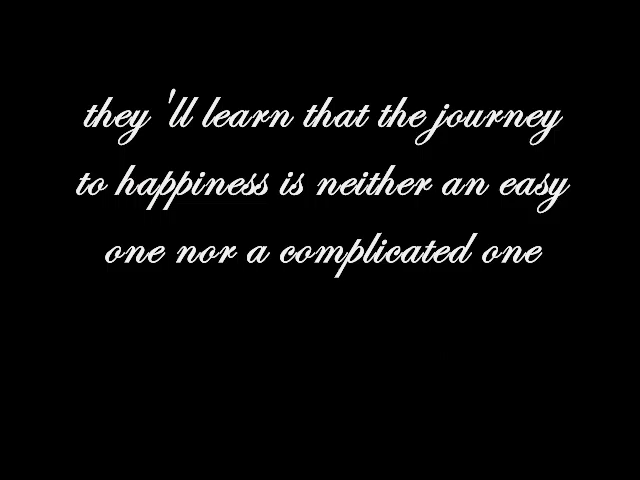 they 'll learn that the journey
to happiness is neither an easy
one nor a complicated one